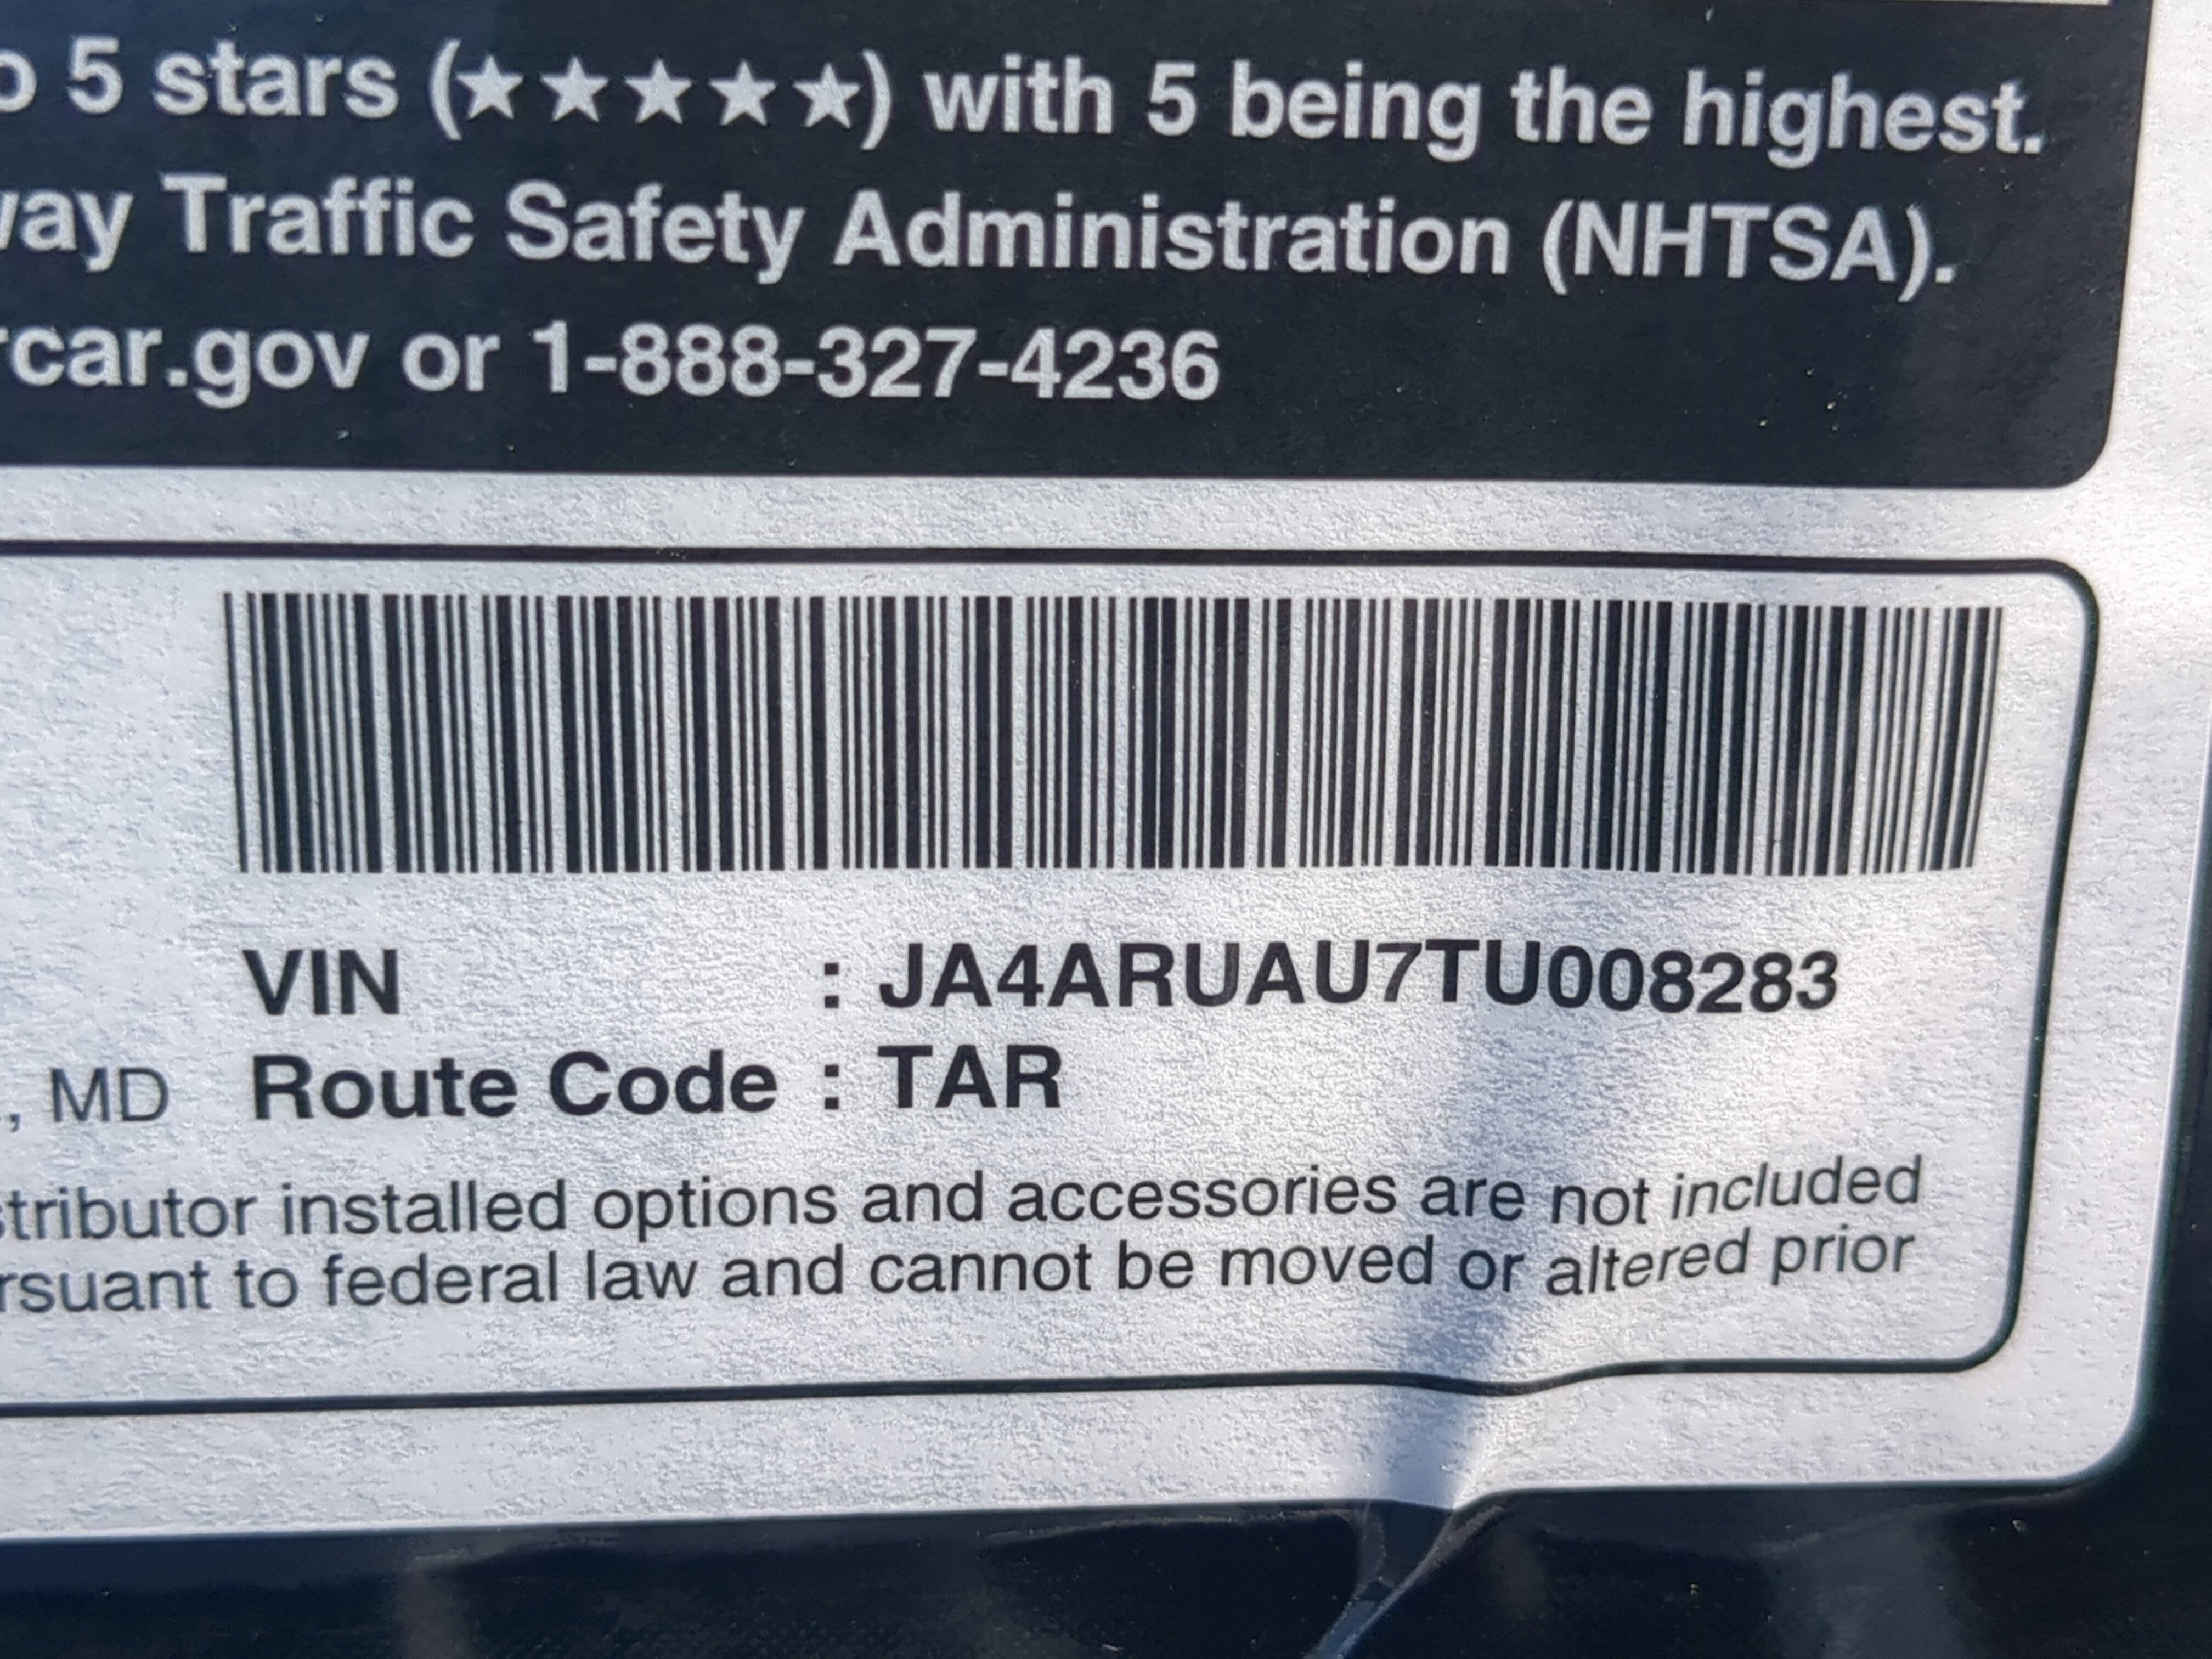 o 5 stars (★★★★★) with 5 being the highest.
way Traffic Safety Administration (NHTSA).
rcar.gov or 1-888-327-4236
VIN : JA4ARUAU7TU008283
, MD Route Code : TAR
stributor installed options and accessories are not included
rsuant to federal law and cannot be moved or altered prior